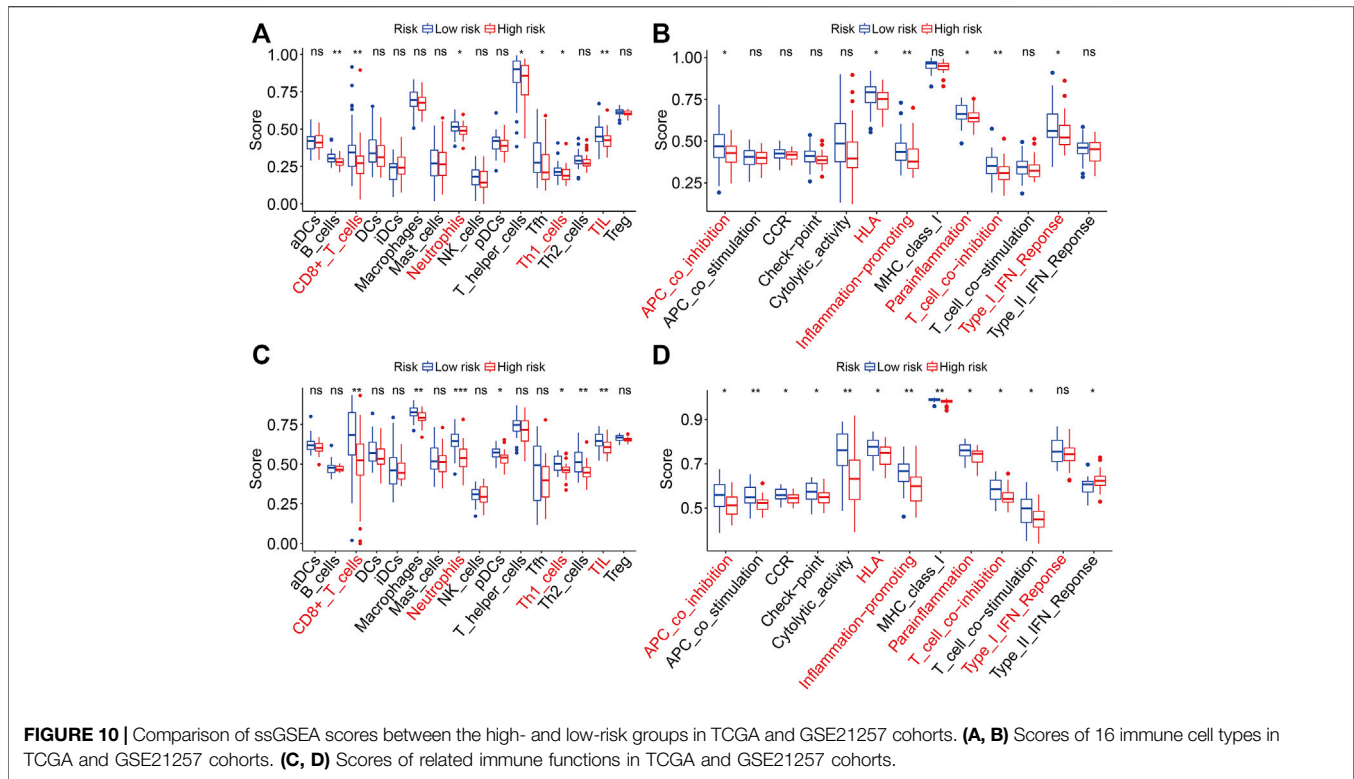 A
B
Risk Low risk High risk
Risk Low risk High risk
ns ** ** ns ns ns ns * ns ns * * * ns ** ns
* ns ns ns ns * ** ns * ** ns * ns
Score
1.00
0.75
0.50
0.25
0.00
aDCs
B_cells
CD8+_T_cells
DCs
iDCs
Macrophages
Mast_cells
Neutrophils
NK_cells
pDCs
T_helper_cells
Tfh
Th1_cells
Th2_cells
TIL
Treg
Score
1.00
0.75
0.50
0.25
APC_co_inhibition
APC_co_stimulation
CCR
Check−point
Cytolytic_activity
HLA
Inflammation−promoting
MHC_class_I
Parainflammation
T_cell_co−inhibition
T_cell_co−stimulation
Type_I_IFN_Reponse
Type_II_IFN_Reponse
C
D
Risk Low risk High risk
Risk Low risk High risk
ns ns ** ns ns ** ns *** ns * ns ns * ** ** ns
* ** * * ** * ** ** * * * ns *
Score
0.75
0.50
0.25
0.00
aDCs
B_cells
CD8+_T_cells
DCs
iDCs
Macrophages
Mast_cells
Neutrophils
NK_cells
pDCs
T_helper_cells
Tfh
Th1_cells
Th2_cells
TIL
Treg
Score
0.9
0.7
0.5
APC_co_inhibition
APC_co_stimulation
CCR
Check−point
Cytolytic_activity
HLA
Inflammation−promoting
MHC_class_I
Parainflammation
T_cell_co−inhibition
T_cell_co−stimulation
Type_I_IFN_Reponse
Type_II_IFN_Reponse
FIGURE 10 | Comparison of ssGSEA scores between the high- and low-risk groups in TCGA and GSE21257 cohorts. (A, B) Scores of 16 immune cell types in
TCGA and GSE21257 cohorts. (C, D) Scores of related immune functions in TCGA and GSE21257 cohorts.